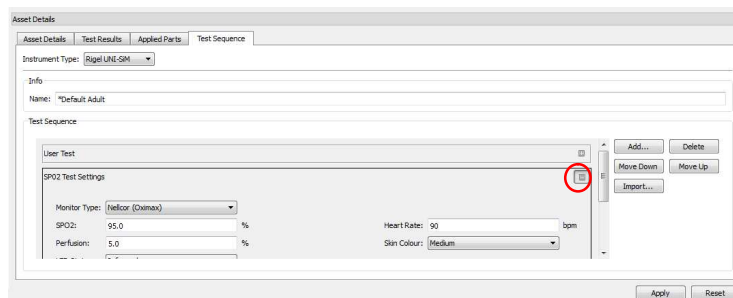 Asset Details
Asset Details Test Results Applied Parts Test Sequence
Instrument Type: Rigel UNI-SiM
Info
Name: *Default Adult
Test Sequence
User Test
SPO2 Test Settings
Monitor Type: Nellcor (Oximax)
SPO2: 95.0 % Heart Rate: 90 bpm
Perfusion: 5.0 % Skin Colour: Medium
Add... Delete
Move Down Move Up
Import...
Apply Reset